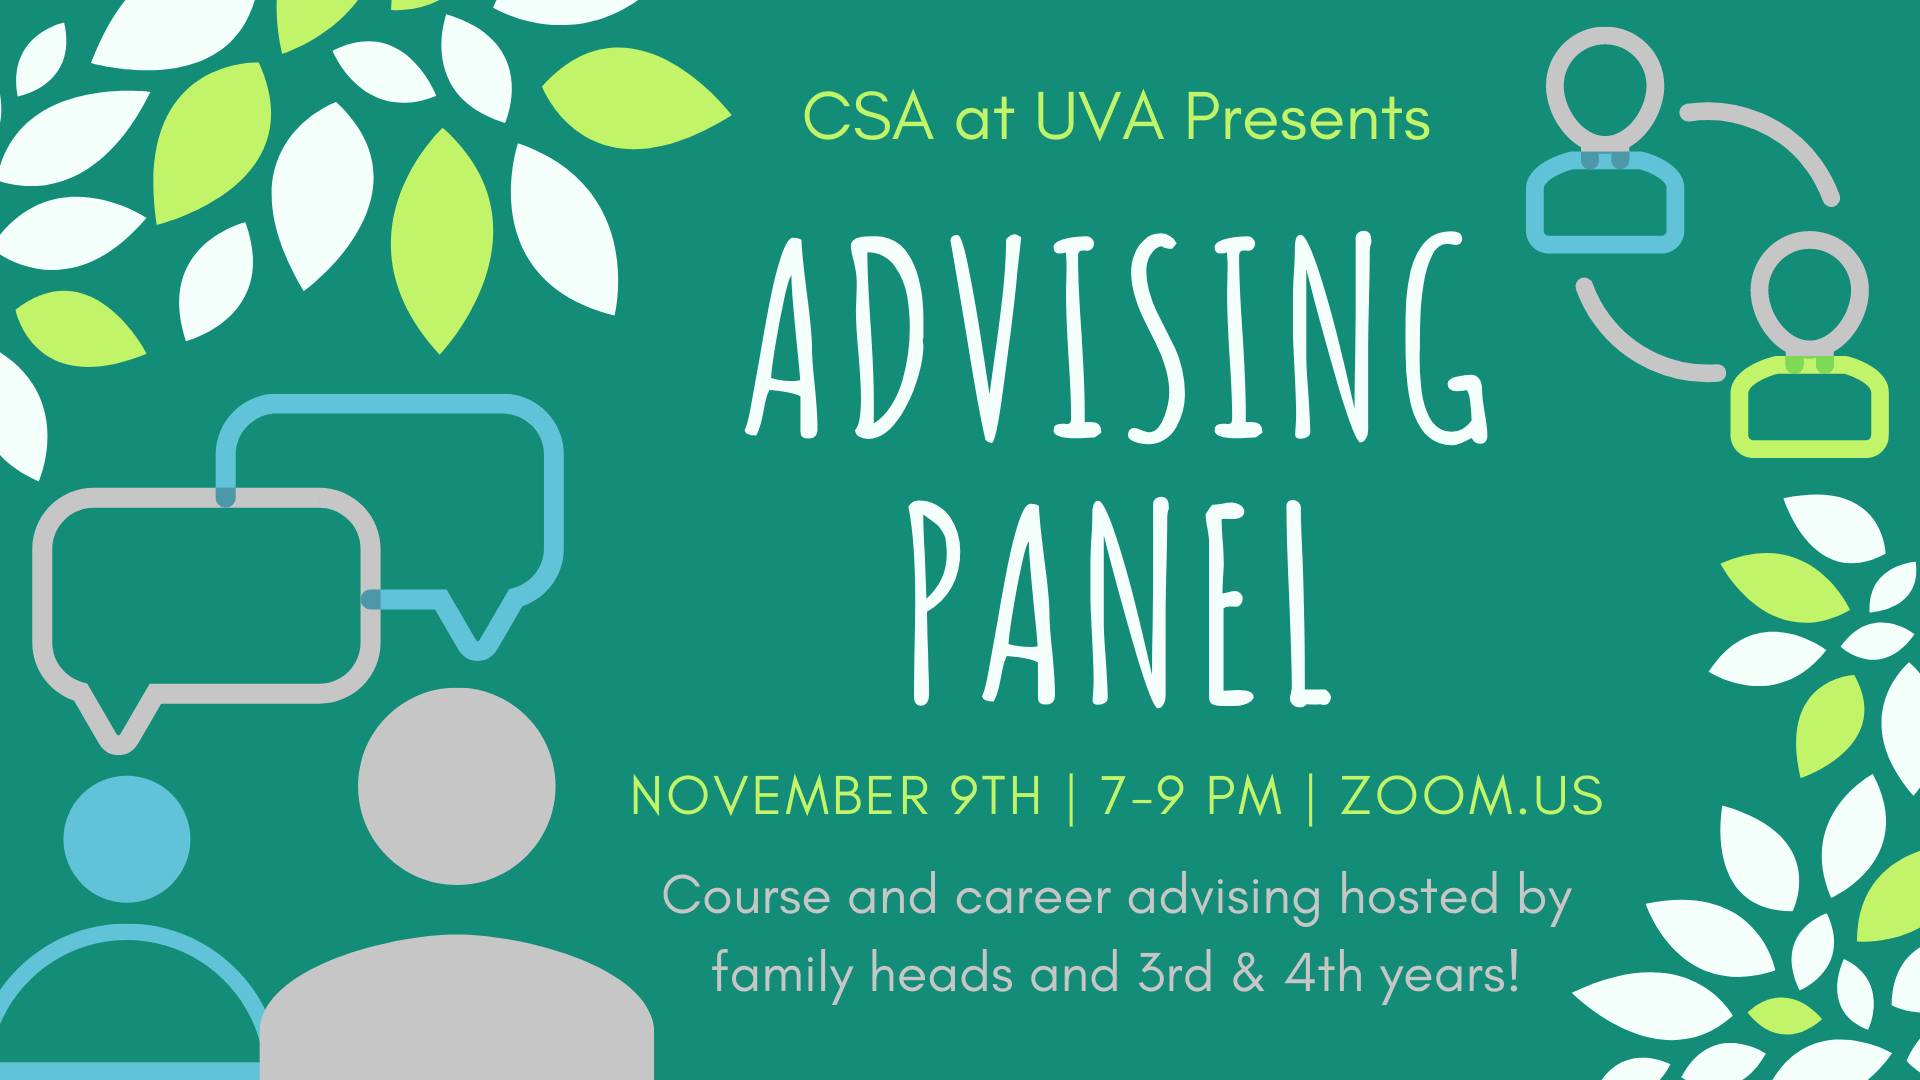 CSA at UVA Presents
ADVISING
PANEL
NOVEMBER 9TH | 7-9 PM | ZOOM.US
Course and career advising hosted by
family heads and 3rd & 4th years!